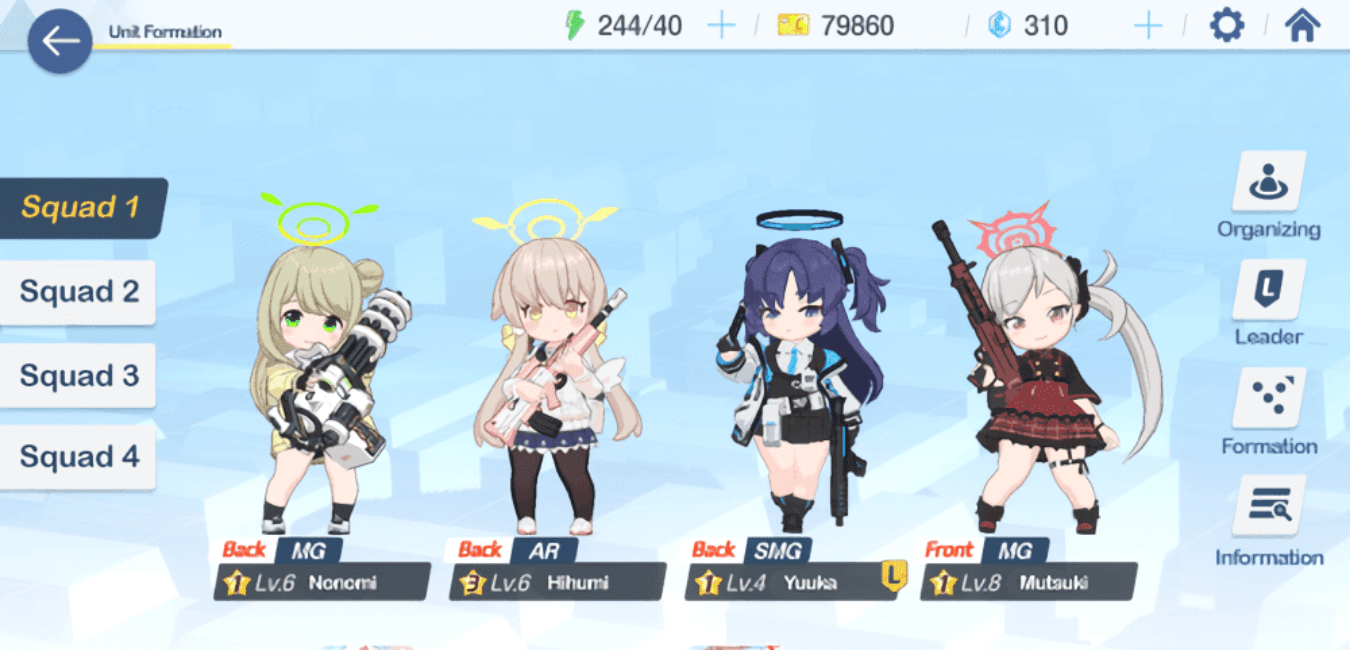 Unit Formation
244/40
79860
310
Squad 1
Squad 2
Squad 3
Squad 4
Organizing
L
Leader
Formation
Information
Back MG
1 Lv.6 Nonomi
Back AR
3 Lv.6 Hihumi
Back SMG
1 Lv.4 Yuuka L
Front MG
1 Lv.8 Mutsuki